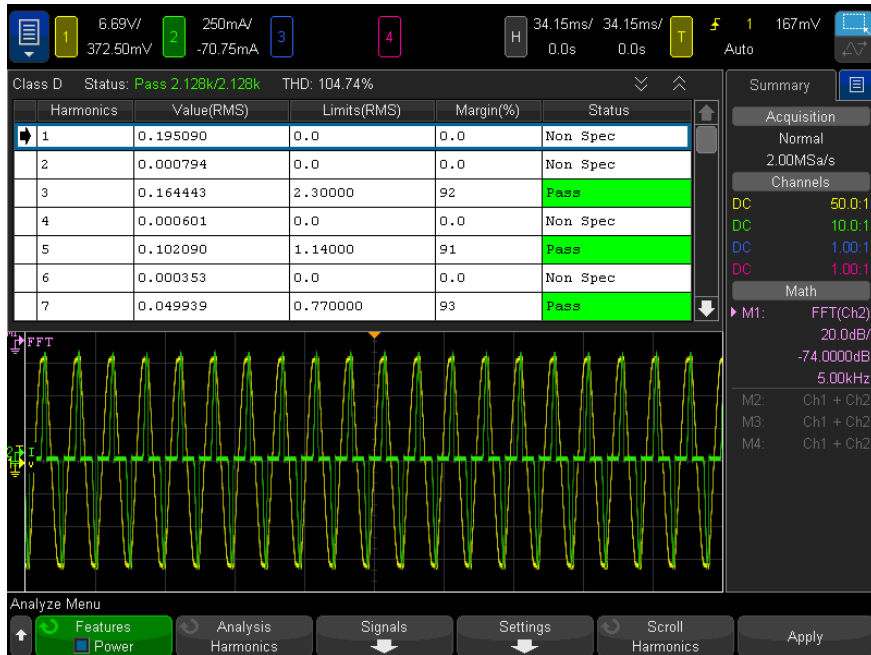 1 6.69V/ 2 250mA/ 3 4 H 34.15ms/ 34.15ms/ T 1 167mV
372.50mV -70.75mA 0.0s 0.0s Auto
Class D Status: Pass 2.128k/2.128k THD: 104.74%
Harmonics Value(RMS) Limits(RMS) Margin(%) Status
1 0.195090 0.0 0.0 Non Spec
2 0.000794 0.0 0.0 Non Spec
3 0.164443 2.30000 92 Pass
4 0.000601 0.0 0.0 Non Spec
5 0.102090 1.14000 91 Pass
6 0.000353 0.0 0.0 Non Spec
7 0.049939 0.770000 93 Pass
FFT
I
V
Summary
Acquisition
Normal
2.00MSa/s
Channels
DC 50.0:1
DC 10.0:1
DC 1.00:1
DC 1.00:1
Math
M1: FFT(Ch2)
20.0dB/
-74.0000dB
5.00kHz
M2: Ch1 + Ch2
M3: Ch1 + Ch2
M4: Ch1 + Ch2
Analyze Menu
Features
Power
Analysis
Harmonics
Signals
Settings
Scroll
Harmonics
Apply